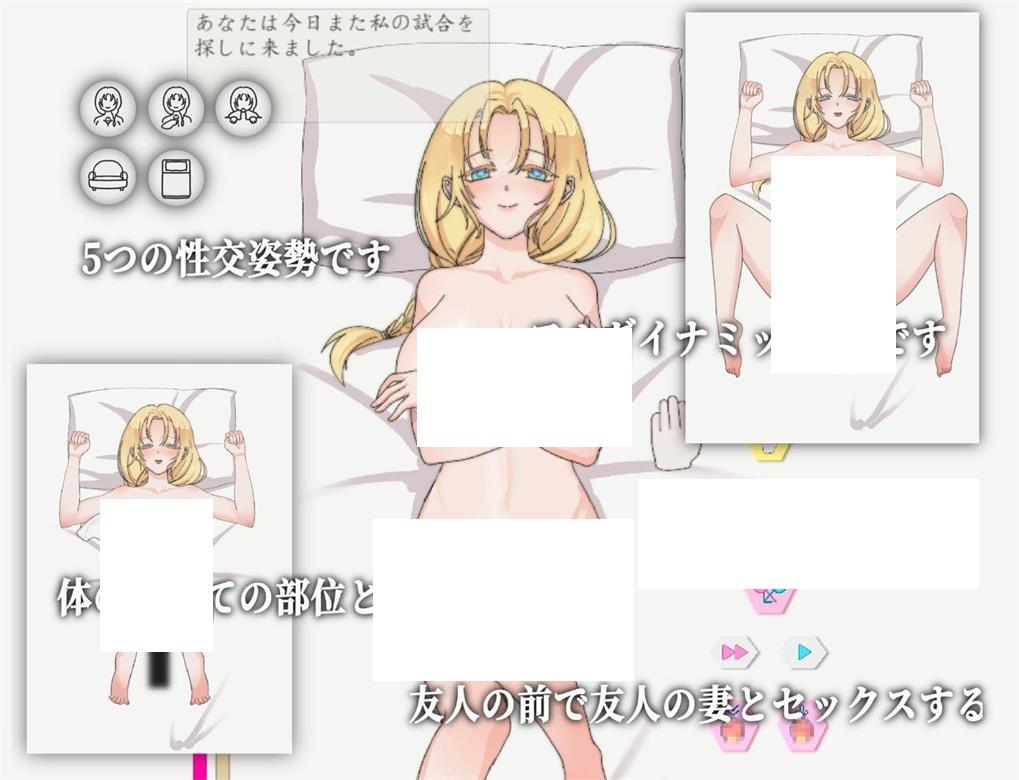 あなたは今日また私の試合を
探しに来ました。
5つの性交姿勢です
イナミッ
です
体の
ての部位と
友人の前で友人の妻とセックスする